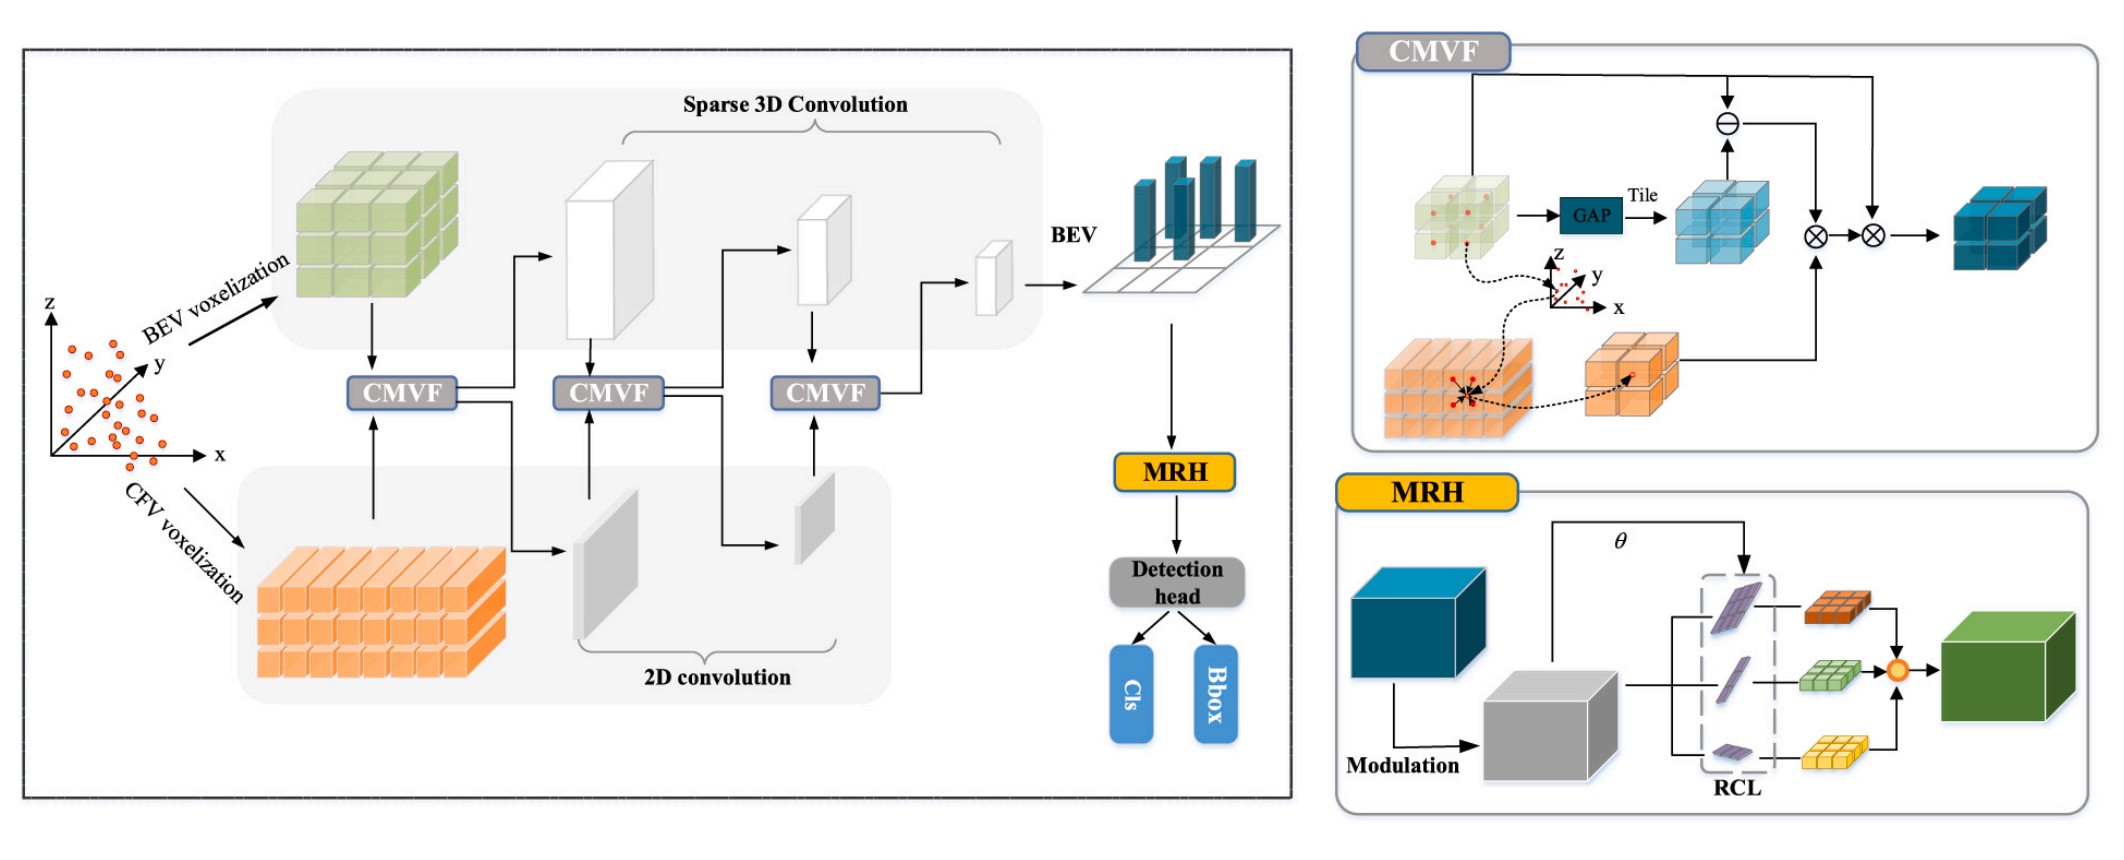 Sparse 3D Convolution
BEV voxelization
z
y
x
CFV voxelization
CMVF
CMVF
CMVF
2D convolution
BEV
MRH
Detection
head
Cls
Bbox
CMVF
GAP
Tile
z
y
x
MRH
θ
Modulation
RCL